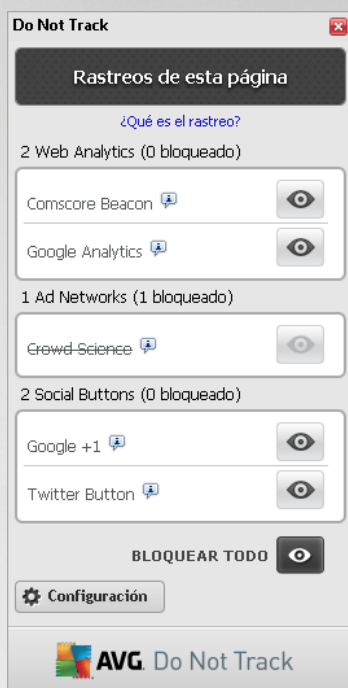 Do Not Track
Rastreos de esta página
¿Qué es el rastreo?
2 Web Analytics (0 bloqueado)
Comscore Beacon
Google Analytics
1 Ad Networks (1 bloqueado)
Crowd Science
2 Social Buttons (0 bloqueado)
Google +1
Twitter Button
BLOQUEAR TODO
Configuración
AVG. Do Not Track